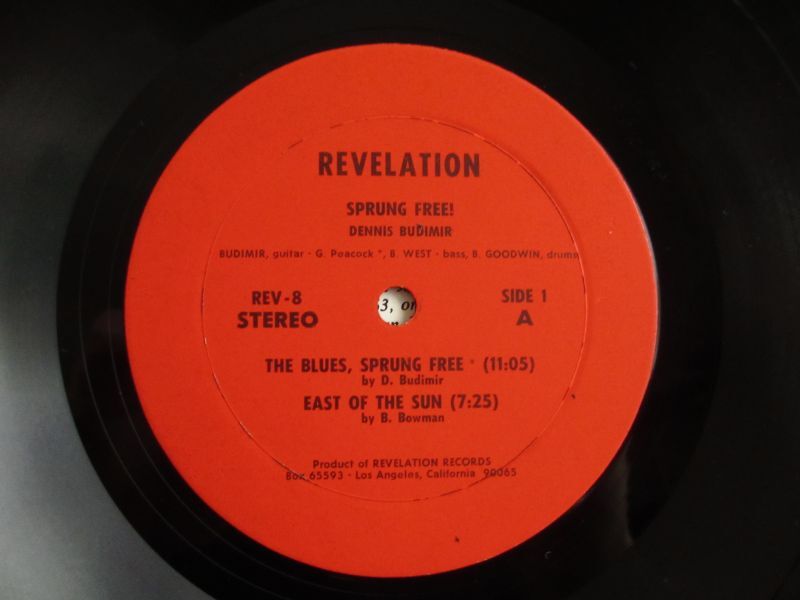 REVELATION
SPRUNG FREE!
DENNIS BUDIMIR
BUDIMIR, guitar - G. Peacock *, B. WEST - bass, B. GOODWIN, drums
REV-8
SIDE 1
STEREO
A
3, or
THE BLUES, SPRUNG FREE * (11:05)
by D. Budimir
EAST OF THE SUN (7:25)
by B. Bowman
Product of REVELATION RECORDS
Box 65593 - Los Angeles, California 90065